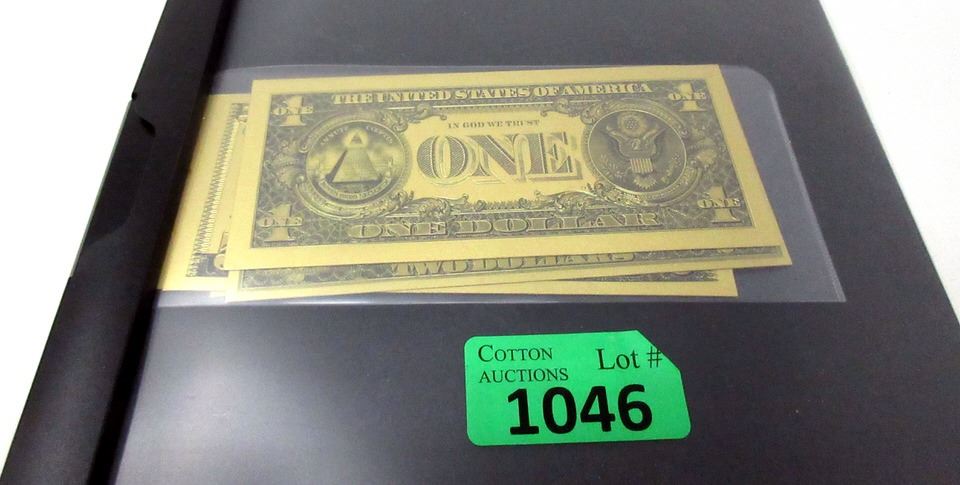 THE UNITED STATES OF AMERICA
ONE
ONE
IN GOD WE TRUST
ONE
ONE
ONE
ONE DOLLAR
TWO DOLLARS
COTTON
AUCTIONS
Lot #
1046